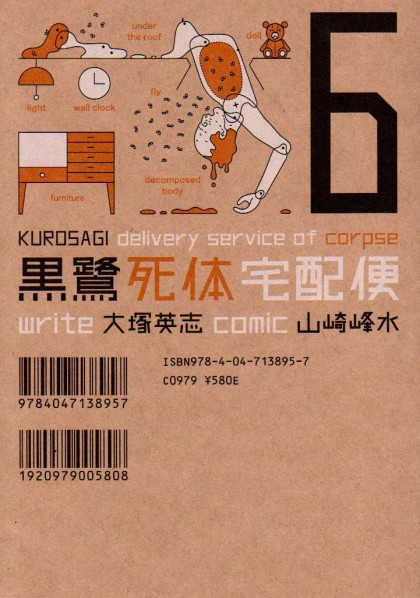 under
the roof
doll
light
wall clock
fly
decomposed
body
furniture
6
KUROSAGI delivery service of corpse
黒鷺死体宅配便
write 大塚英志 comic 山崎峰水
ISBN978-4-04-713895-7
C0979 ¥580E
9784047138957
1920979005808